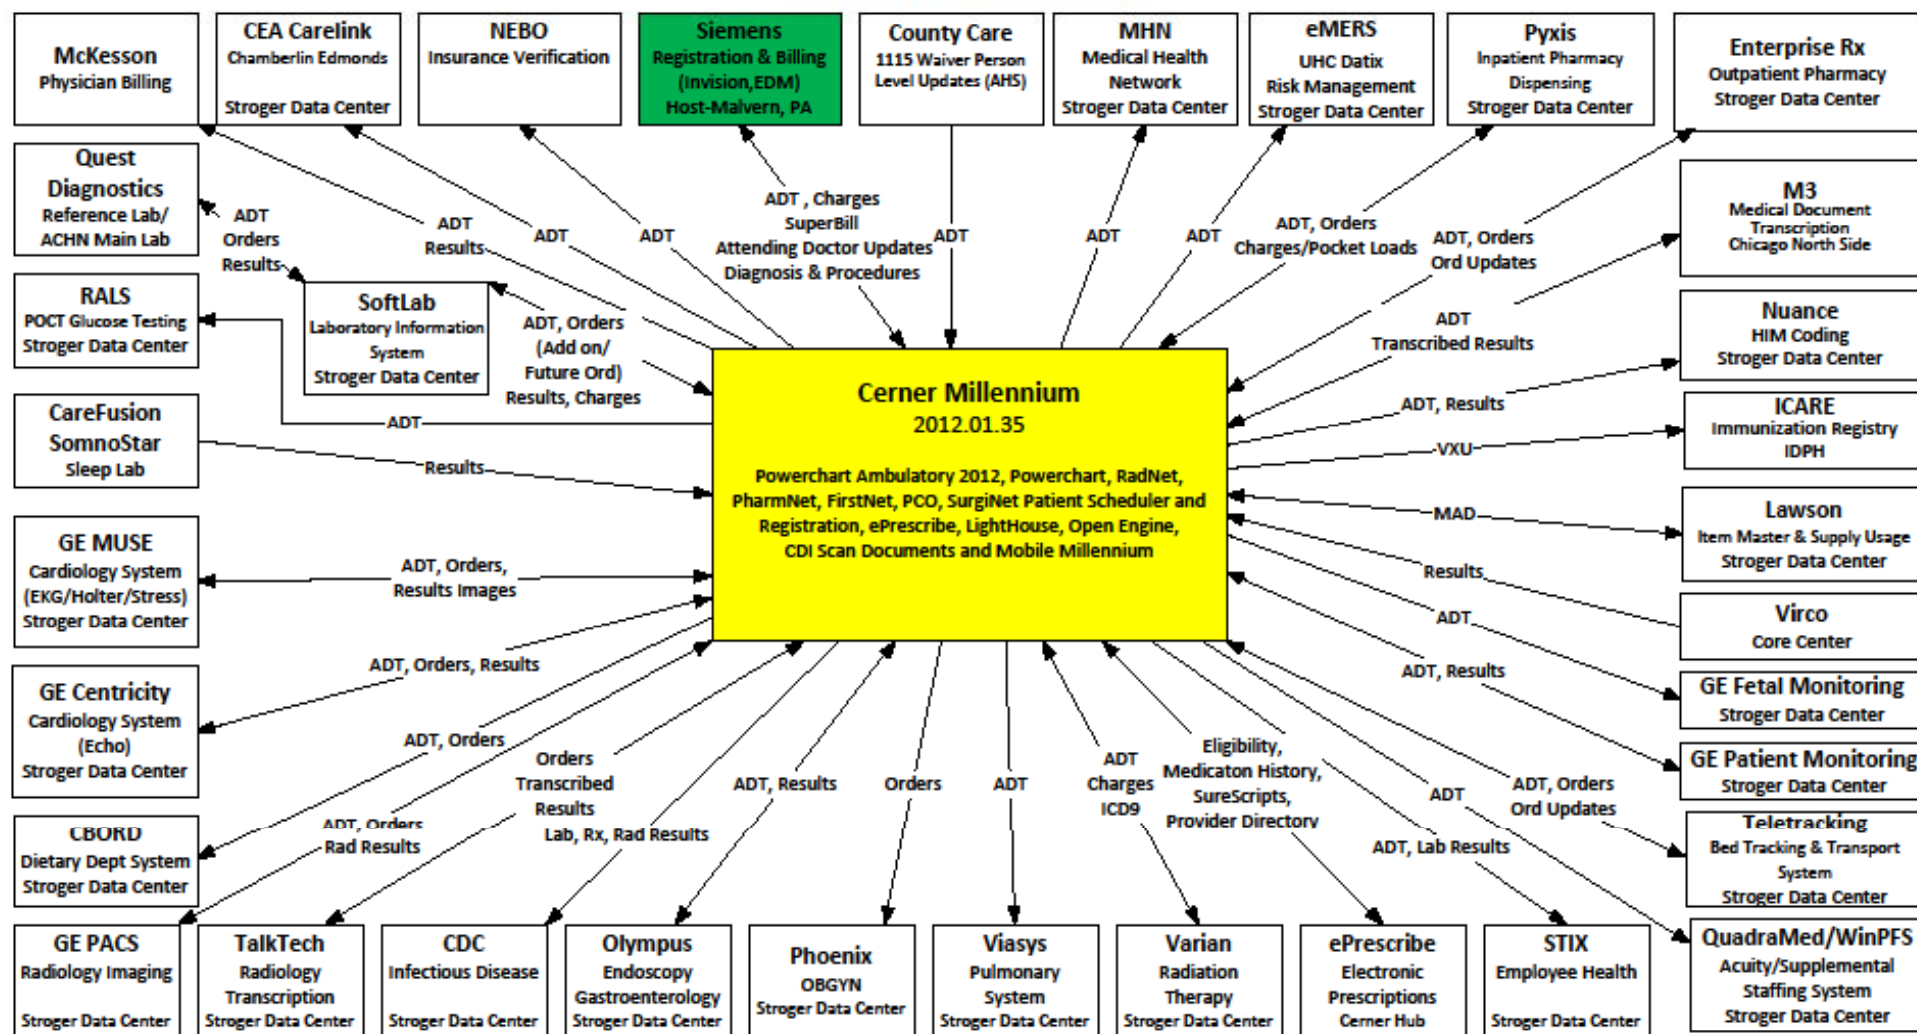 McKesson
Physician Billing
CEA Carelink
Chamberlin Edmonds
Stroger Data Center
NEBO
Insurance Verification
Siemens
Registration & Billing
(Invision,EDM)
Host-Malvern, PA
County Care
1115 Waiver Person
Level Updates (AHS)
MHN
Medical Health
Network
Stroger Data Center
eMERS
UHC Datix
Risk Management
Stroger Data Center
Pyxis
Inpatient Pharmacy
Dispensing
Stroger Data Center
Enterprise Rx
Outpatient Pharmacy
Stroger Data Center
Quest
Diagnostics
Reference Lab/
ACHN Main Lab
ADT
Orders
Results
ADT
Results
ADT
ADT
ADT , Charges
SuperBill
Attending Doctor Updates
Diagnosis & Procedures
ADT
ADT
ADT
ADT, Orders
Charges/Pocket Loads
ADT, Orders
Ord Updates
M3
Medical Document
Transcription
Chicago North Side
RALS
POCT Glucose Testing
Stroger Data Center
SoftLab
Laboratory Information
System
Stroger Data Center
ADT, Orders
(Add on/
Future Ord)
Results, Charges
ADT
Transcribed Results
Nuance
HIM Coding
Stroger Data Center
ADT
CareFusion
SomnoStar
Sleep Lab
Results
Cerner Millennium
2012.01.35
Powerchart Ambulatory 2012, Powerchart, RadNet,
PharmNet, FirstNet, PCO, SurgiNet Patient Scheduler and
Registration, ePrescribe, LightHouse, Open Engine,
CDI Scan Documents and Mobile Millennium
ADT, Results
ICARE
Immunization Registry
IDPH
VXU
MAD
Lawson
Item Master & Supply Usage
Stroger Data Center
GE MUSE
Cardiology System
(EKG/Holter/Stress)
Stroger Data Center
ADT, Orders,
Results Images
Results
Virco
Core Center
ADT
GE Centricity
Cardiology System
(Echo)
Stroger Data Center
ADT, Orders, Results
ADT, Results
GE Fetal Monitoring
Stroger Data Center
ADT, Orders
Orders
Transcribed
Results
ADT, Results
Orders
ADT
ADT
Charges
ICD9
Eligibility,
Medicaton History,
SureScripts,
Provider Directory
GE Patient Monitoring
Stroger Data Center
ADT
ADT, Orders
Ord Updates
CBORD
Dietary Dept System
Stroger Data Center
ADT, Orders
Rad Results
Lab, Rx, Rad Results
ADT, Lab Results
Teletracking
Bed Tracking & Transport
System
Stroger Data Center
GE PACS
Radiology Imaging
Stroger Data Center
TalkTech
Radiology
Transcription
Stroger Data Center
CDC
Infectious Disease
Stroger Data Center
Olympus
Endoscopy
Gastroenterology
Stroger Data Center
Phoenix
OBGYN
Stroger Data Center
Viasys
Pulmonary
System
Stroger Data Center
Varian
Radiation
Therapy
Stroger Data Center
ePrescribe
Electronic
Prescriptions
Cerner Hub
STIX
Employee Health
Stroger Data Center
QuadraMed/WinPFS
Acuity/Supplemental
Staffing System
Stroger Data Center